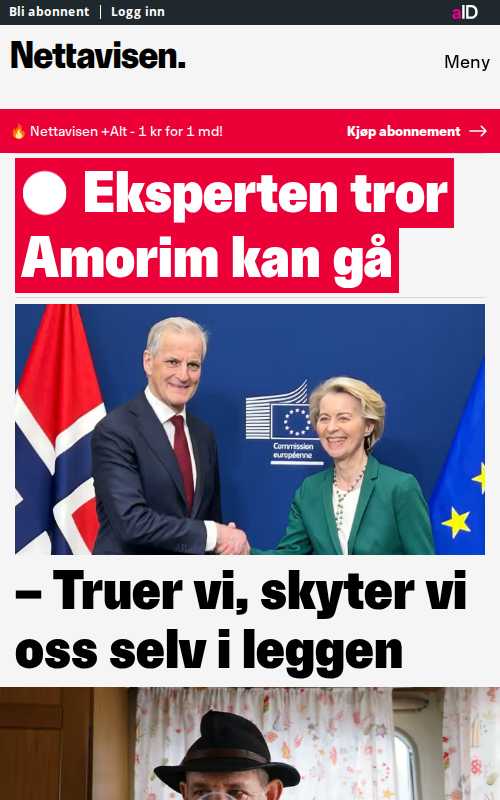 Bli abonnent
Logg inn
aID
Nettavisen.
Meny
🔥 Nettavisen +Alt - 1 kr for 1 md!
Kjøp abonnement →
Eksperten tror
Amorim kan gå
Commission
européenne
– Truer vi, skyter vi
oss selv i leggen